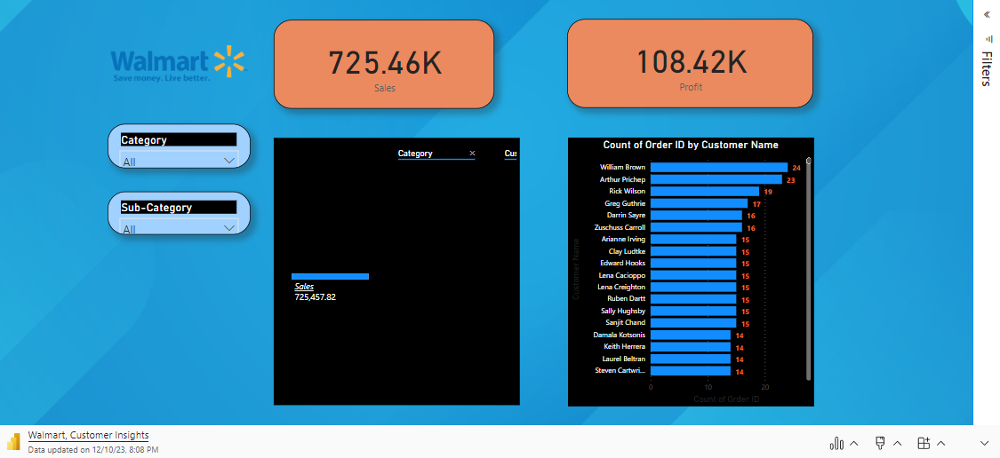 Walmart
Save money. Live better.
725.46K
Sales
108.42K
Profit
Filters
Category
All
Sub-Category
All
Category
Cus
Sales
725,457.82
Count of Order ID by Customer Name
Customer Name
William Brown 24
Arthur Prichep 23
Rick Wilson 19
Greg Guthrie 17
Darrin Sayre 16
Zuschuss Carroll 16
Arianne Irving 15
Clay Ludtke 15
Edward Hooks 15
Lena Cacioppo 15
Lena Creighton 15
Ruben Dartt 15
Sally Hughsby 15
Sanjit Chand 15
Damala Kotsonis 14
Keith Herrera 14
Laurel Beltran 14
Steven Cartwri... 14
0 10 20
Count of Order ID
Walmart, Customer Insights
Data updated on 12/10/23, 8:08 PM